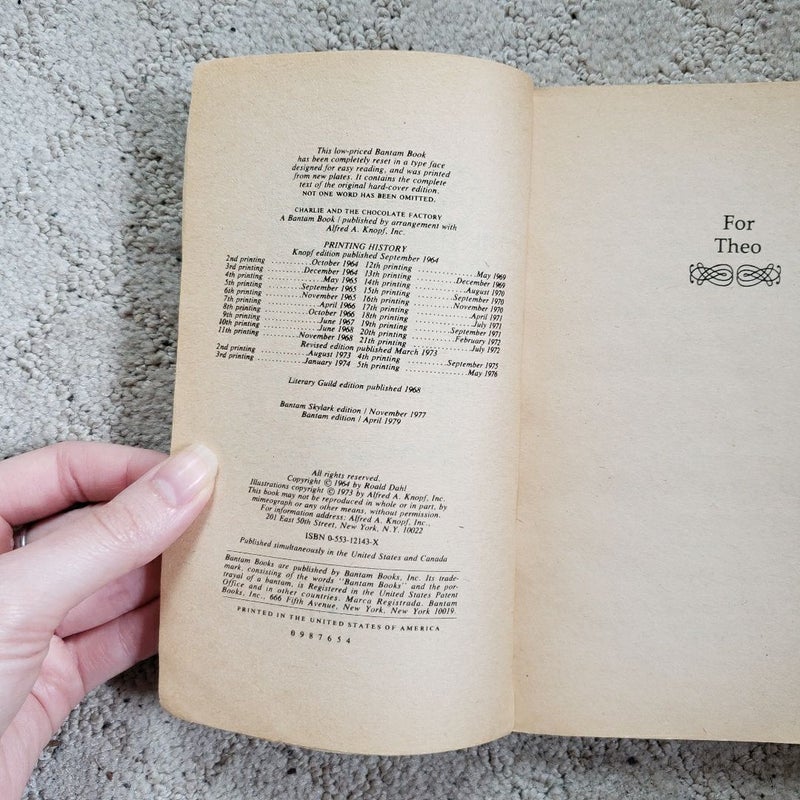 This low-priced Bantam Book
has been completely reset in a type face
designed for easy reading, and was printed
from new plates. It contains the complete
text of the original hard-cover edition.
NOT ONE WORD HAS BEEN OMITTED.
CHARLIE AND THE CHOCOLATE FACTORY
A Bantam Book / published by arrangement with
Alfred A. Knopf, Inc.
PRINTING HISTORY
Knopf edition published September 1964
2nd printing ..........October 1964 12th printing ..........May 1969
3rd printing ..........December 1964 13th printing ..........December 1969
4th printing ..........May 1965 14th printing ..........August 1970
5th printing ..........September 1965 15th printing ..........September 1970
6th printing ..........November 1965 16th printing ..........November 1970
7th printing ..........April 1966 17th printing ..........April 1971
8th printing ..........October 1966 18th printing ..........July 1971
9th printing ..........June 1967 19th printing ..........September 1971
10th printing ..........June 1968 20th printing ..........February 1972
11th printing ..........November 1968 21th printing ..........July 1972
Revised edition published March 1973
2nd printing ..........August 1973 4th printing ..........September 1975
3rd printing ..........January 1974 5th printing ..........May 1976
Literary Guild edition published 1968
Bantam Skylark edition / November 1977
Bantam edition / April 1979
All rights reserved.
Copyright © 1964 by Roald Dahl
Illustrations copyright © 1973 by Alfred A. Knopf, Inc.
This book may not be reproduced in whole or in part, by
mimeograph or any other means, without permission.
For information address: Alfred A. Knopf, Inc.,
201 East 50th Street, New York, N.Y. 10022
ISBN 0-553-12143-X
Published simultaneously in the United States and Canada
Bantam Books are published by Bantam Books, Inc. Its trade-
mark, consisting of the words "Bantam Books" and the por-
trayal of a bantam, is Registered in the United States Patent
Office and in other countries. Marca Registrada. Bantam
Books, Inc., 666 Fifth Avenue, New York, New York 10019.
PRINTED IN THE UNITED STATES OF AMERICA
0 9 8 7 6 5 4
For
Theo